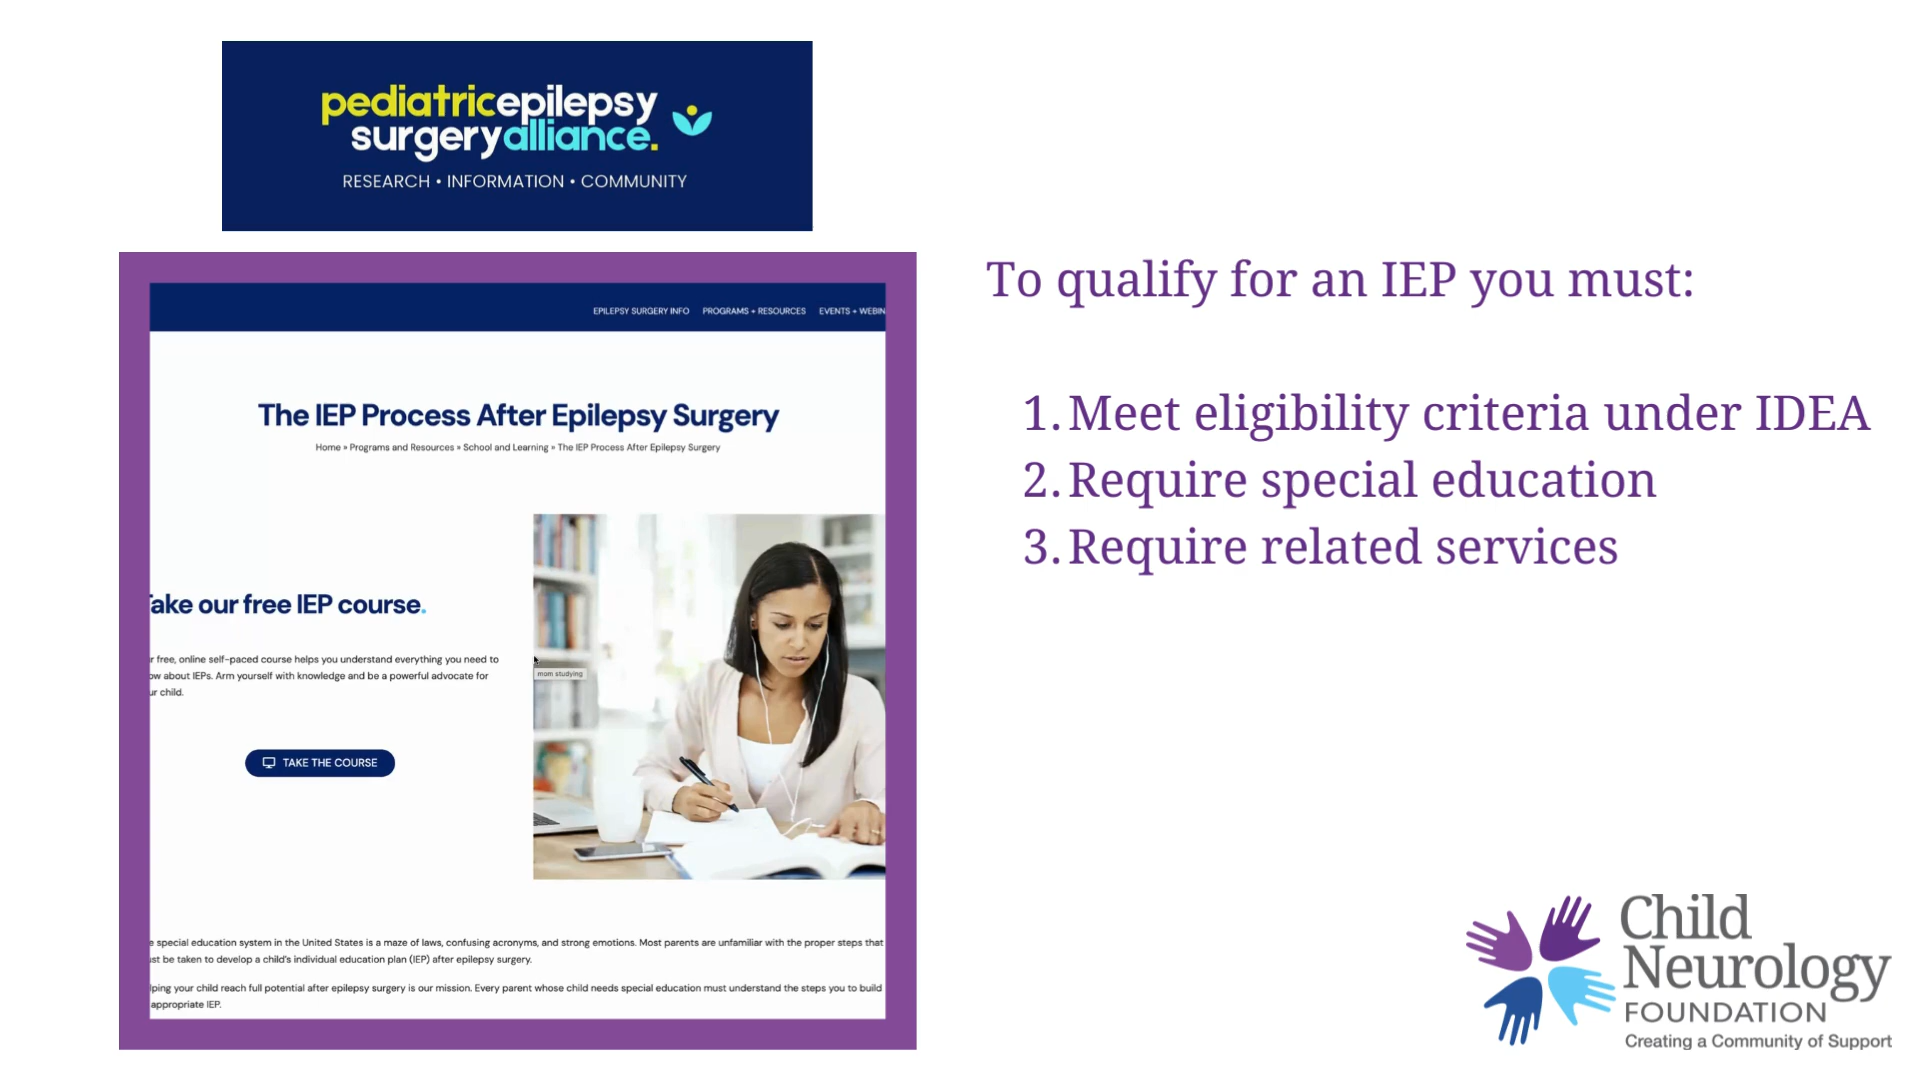 pediatricepilepsy
surgeryalliance.
RESEARCH • INFORMATION • COMMUNITY
EPILEPSY SURGERY INFO PROGRAMS + RESOURCES EVENTS + WEBIN
The IEP Process After Epilepsy Surgery
Home » Programs and Resources » School and Learning » The IEP Process After Epilepsy Surgery
Take our free IEP course.
r free, online self-paced course helps you understand everything you need to
ow about IEPs. Arm yourself with knowledge and be a powerful advocate for
ur child.
mom studying
TAKE THE COURSE
e special education system in the United States is a maze of laws, confusing acronyms, and strong emotions. Most parents are unfamiliar with the proper steps that
st be taken to develop a child's individual education plan (IEP) after epilepsy surgery.
lping your child reach full potential after epilepsy surgery is our mission. Every parent whose child needs special education must understand the steps you to build
appropriate IEP.
To qualify for an IEP you must:
1. Meet eligibility criteria under IDEA
2. Require special education
3. Require related services
Child
Neurology
FOUNDATION
Creating a Community of Support